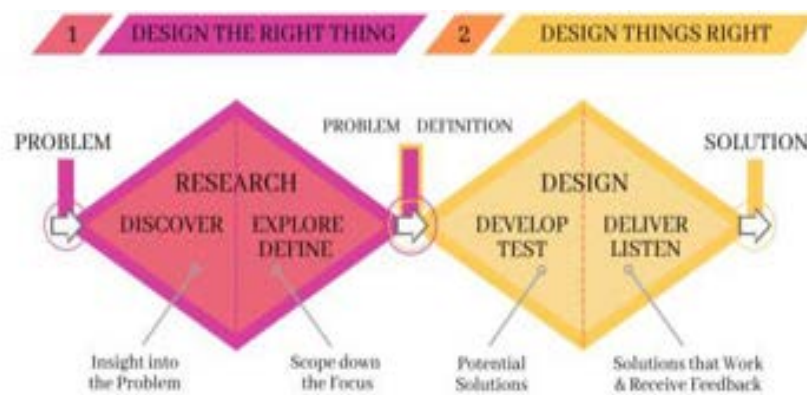 1 DESIGN THE RIGHT THING 2 DESIGN THINGS RIGHT
PROBLEM
PROBLEM DEFINITION
SOLUTION
RESEARCH
DISCOVER
EXPLORE
DEFINE
DESIGN
DEVELOP
TEST
DELIVER
LISTEN
Insight into
the Problem
Scope down
the Focus
Potential
Solutions
Solutions that Work
& Receive Feedback